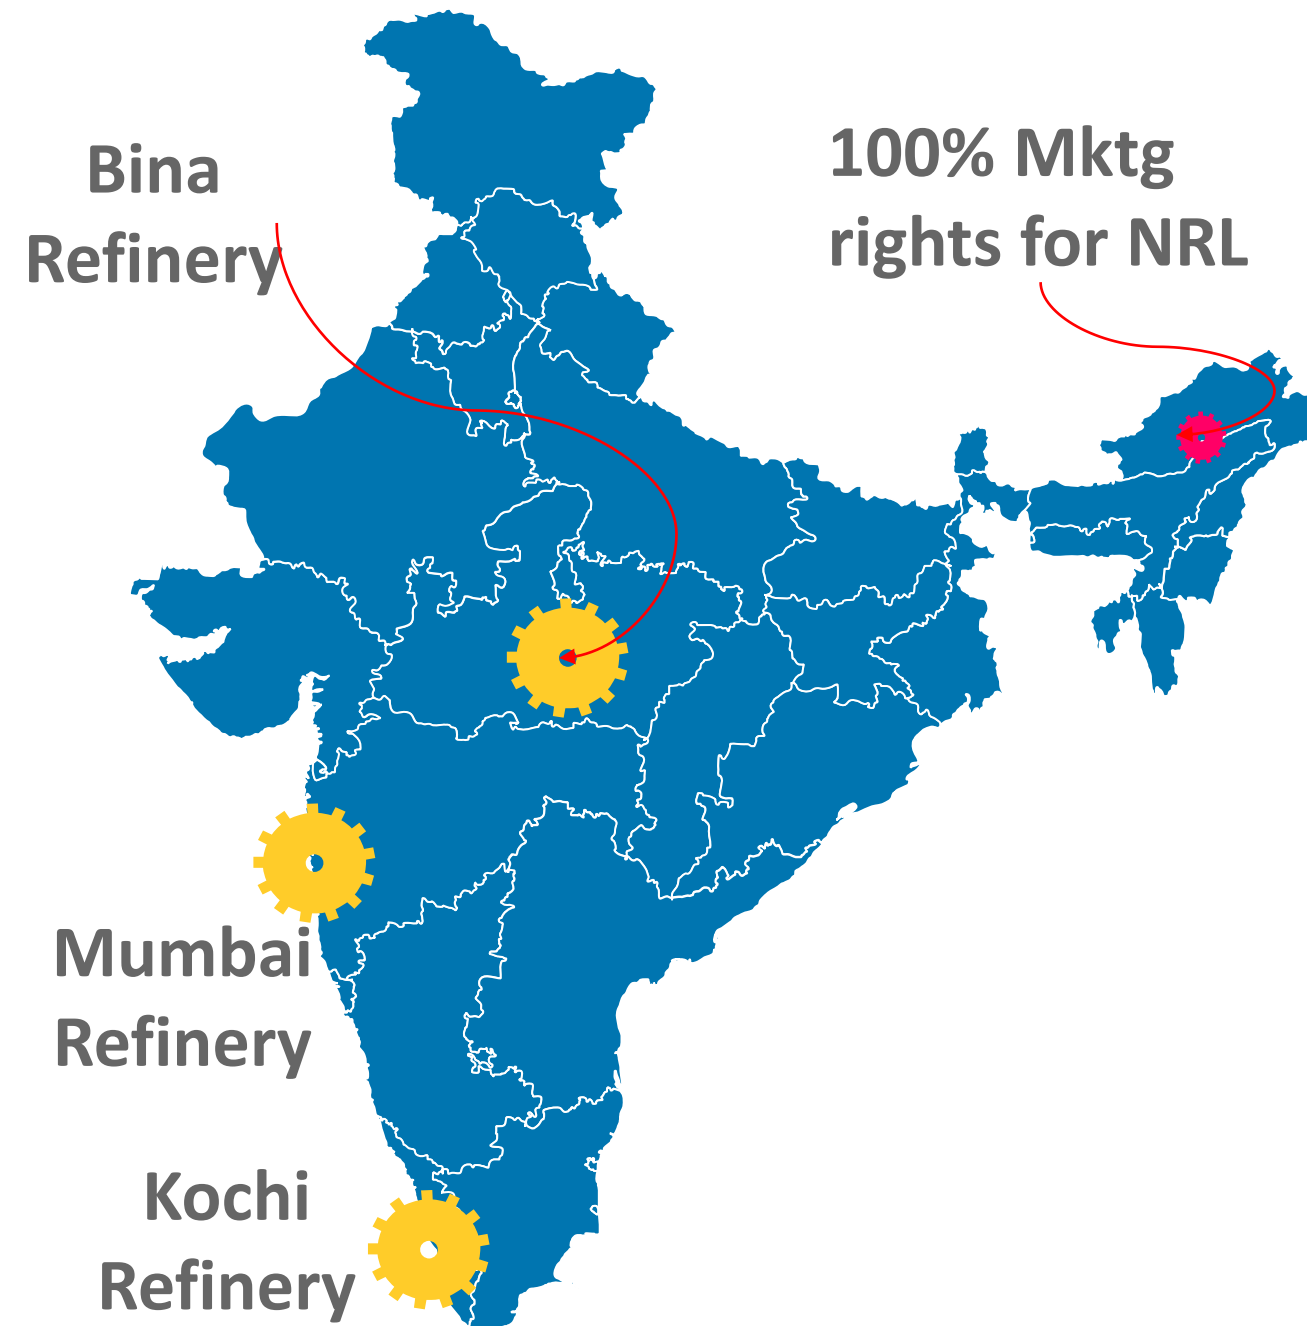 Bina
Refinery
100% Mktg
rights for NRL
Mumbai
Refinery
Kochi
Refinery